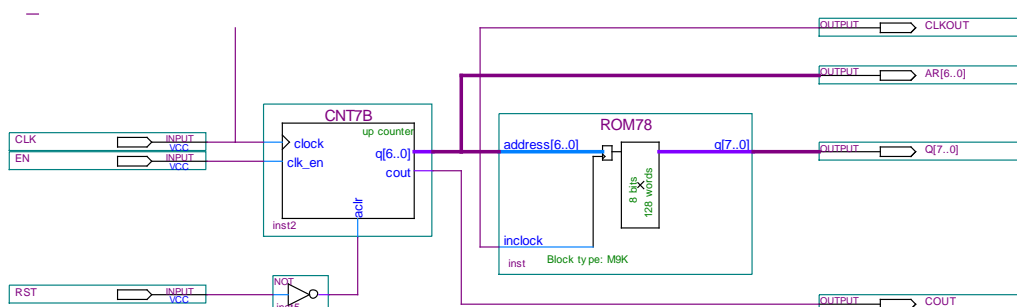 OUTPUT CLKOUT
OUTPUT AR[6..0]
CNT7B
up counter
CLK INPUT VCC
clock
EN INPUT VCC
clk_en
q[6..0]
cout
aclr
inst2
ROM78
address[6..0]
q[7..0]
8 bits
128 words
inclock
inst
Block type: M9K
OUTPUT Q[7..0]
RST INPUT VCC
NOT
OUTPUT COUT